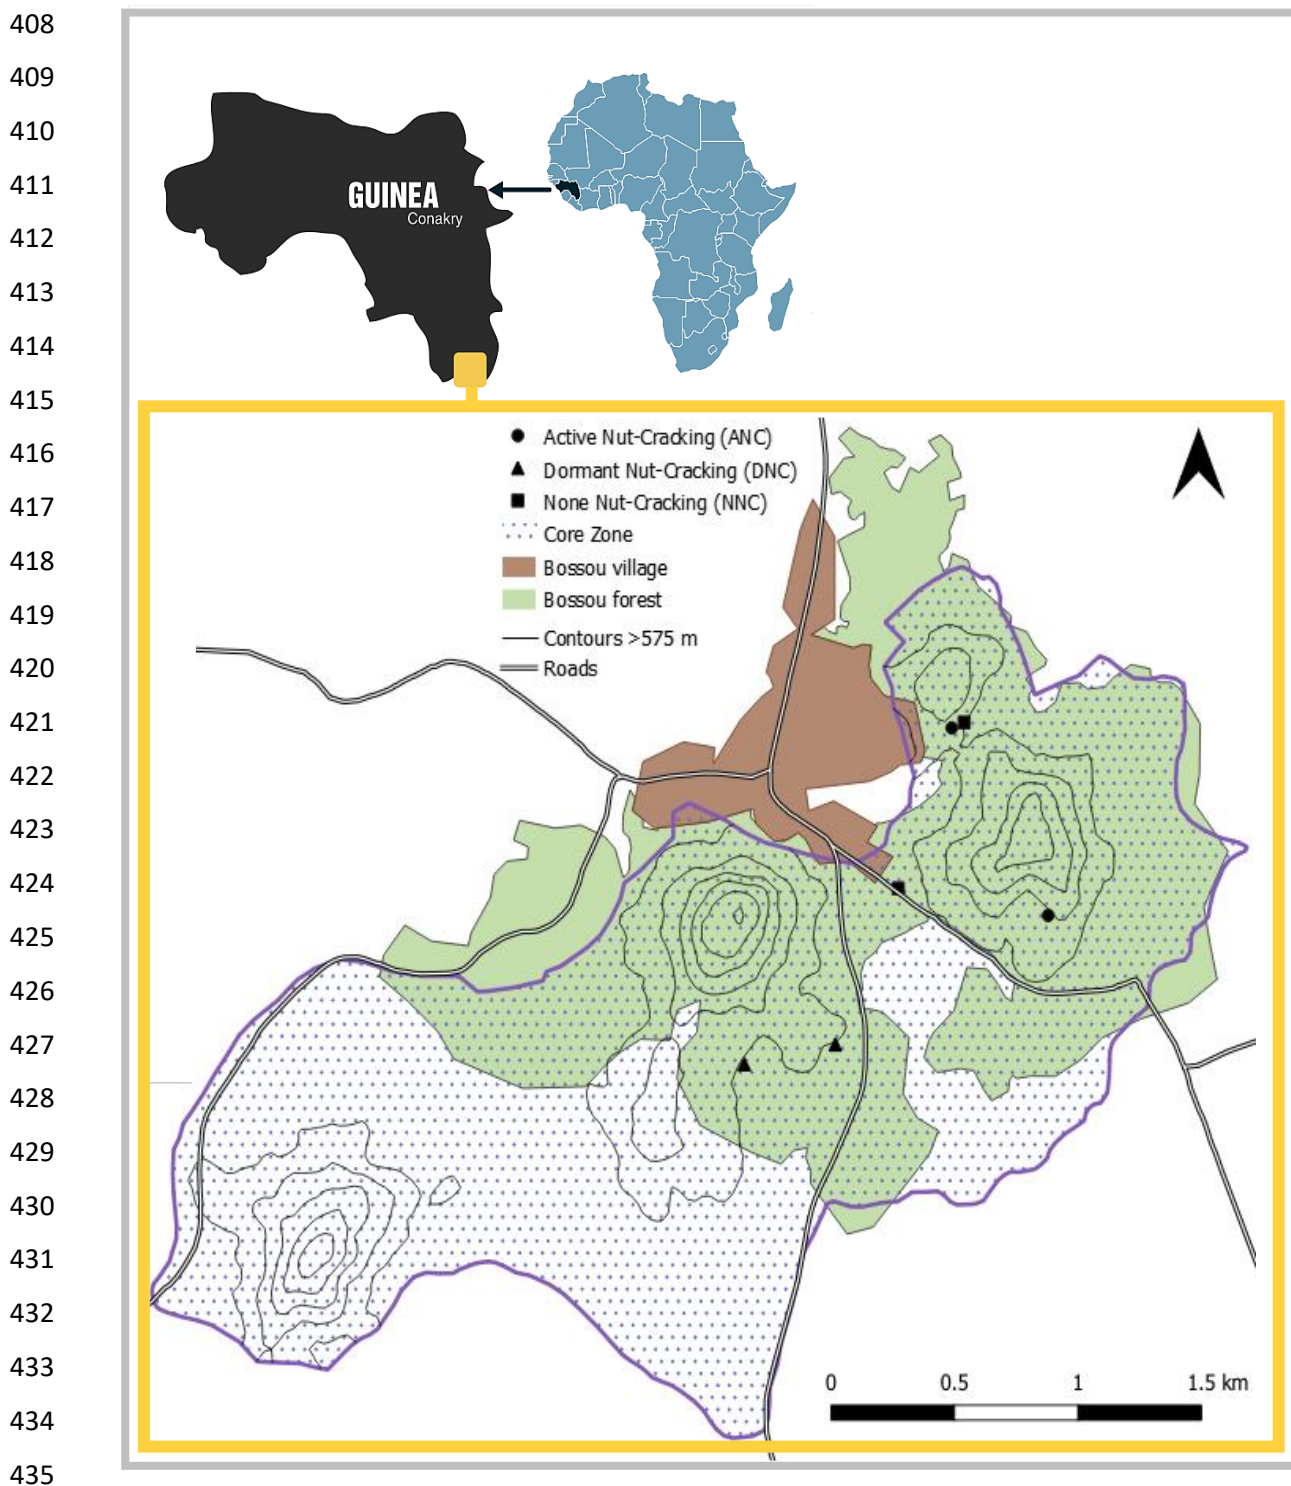 408
409
410
411
412
413
414
415
416
417
418
419
420
421
422
423
424
425
426
427
428
429
430
431
432
433
434
435
GUINEA
Conakry
Active Nut-Cracking (ANC)
Dormant Nut-Cracking (DNC)
None Nut-Cracking (NNC)
Core Zone
Bossou village
Bossou forest
Contours >575 m
Roads
0 0.5 1 1.5 km